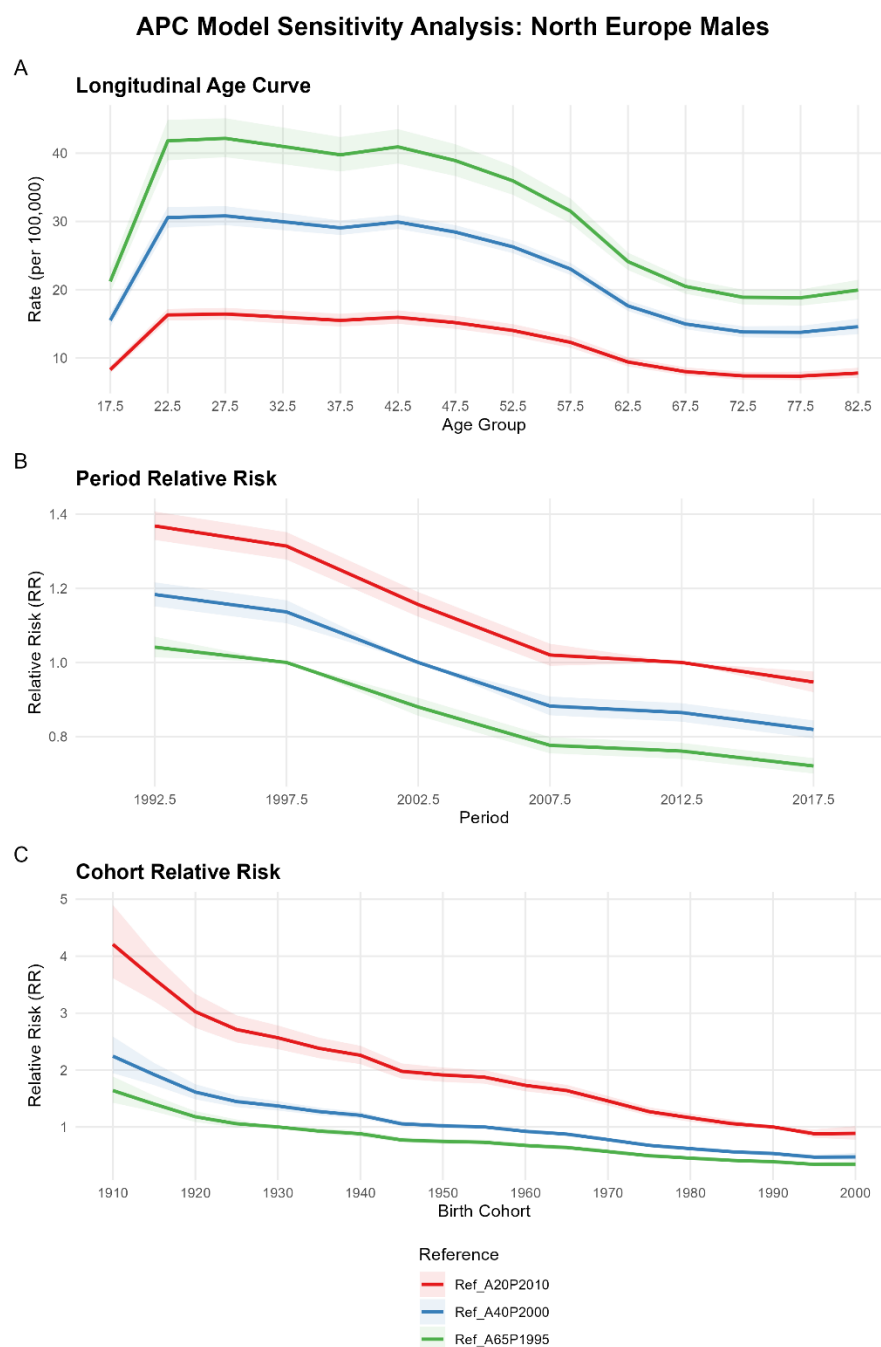 APC Model Sensitivity Analysis: North Europe Males
A
Longitudinal Age Curve
Rate (per 100,000)
40
30
20
10
17.5 22.5 27.5 32.5 37.5 42.5 47.5 52.5 57.5 62.5 67.5 72.5 77.5 82.5
Age Group
B
Period Relative Risk
Relative Risk (RR)
1.4
1.2
1.0
0.8
1992.5 1997.5 2002.5 2007.5 2012.5 2017.5
Period
C
Cohort Relative Risk
Relative Risk (RR)
5
4
3
2
1
1910 1920 1930 1940 1950 1960 1970 1980 1990 2000
Birth Cohort
Reference
Ref_A20P2010
Ref_A40P2000
Ref_A65P1995